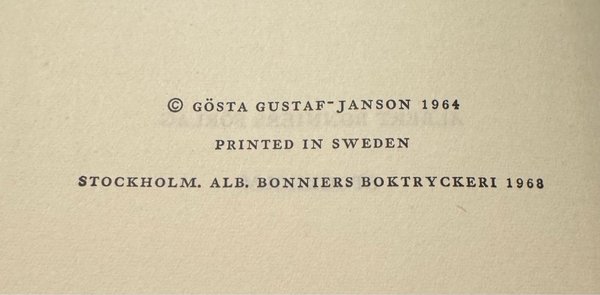 © GÖSTA GUSTAF-JANSON 1964
PRINTED IN SWEDEN
STOCKHOLM. ALB. BONNIERS BOKTRYCKERI 1968